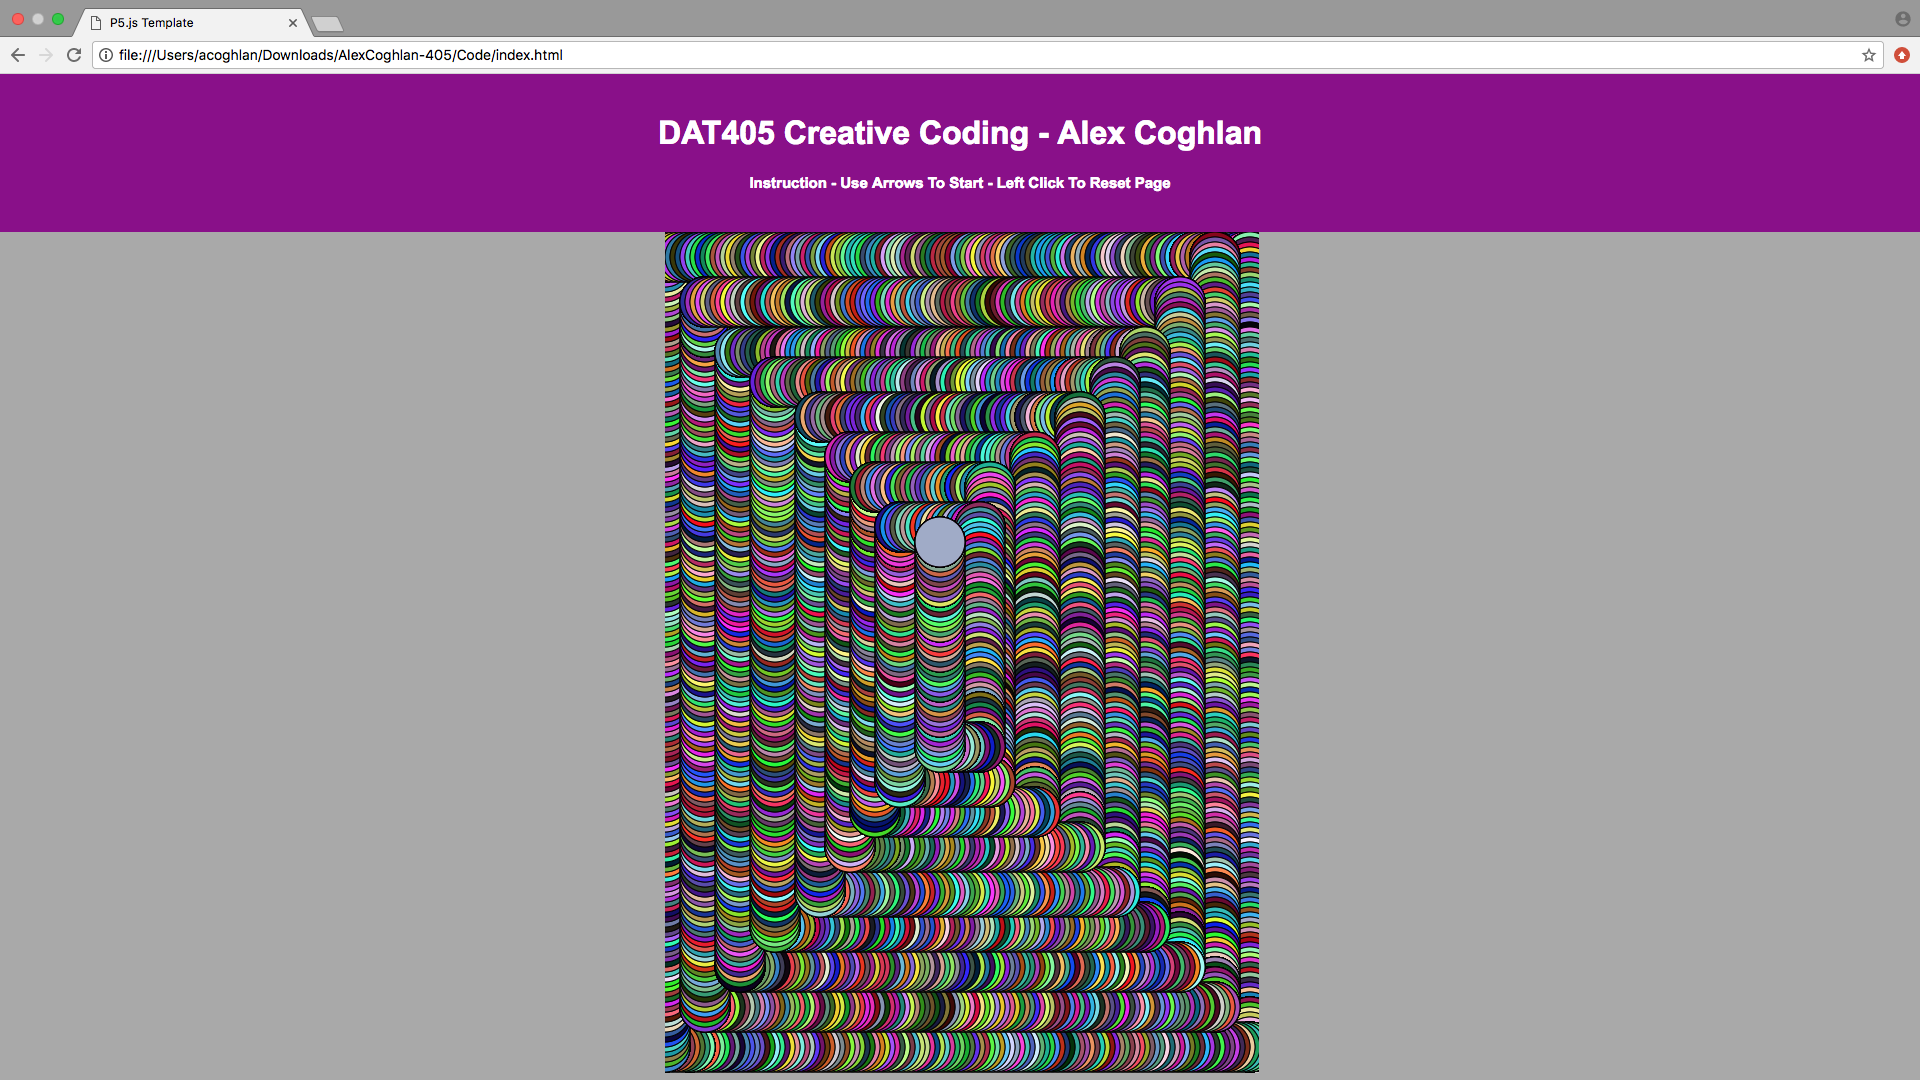 P5.js Template
file:///Users/acoghlan/Downloads/AlexCoghlan-405/Code/index.html
DAT405 Creative Coding - Alex Coghlan
Instruction - Use Arrows To Start - Left Click To Reset Page